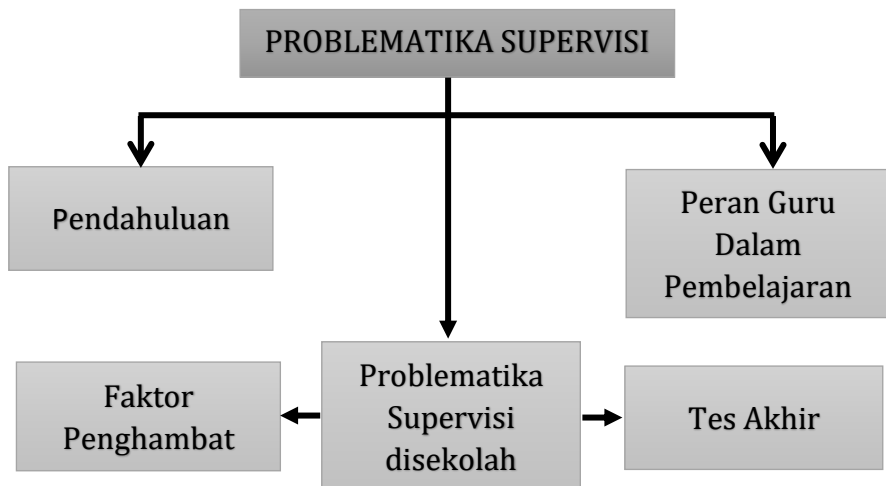 PROBLEMATIKA SUPERVISI
Pendahuluan
Peran Guru
Dalam
Pembelajaran
Faktor
Penghambat
Problematika
Supervisi
disekolah
Tes Akhir